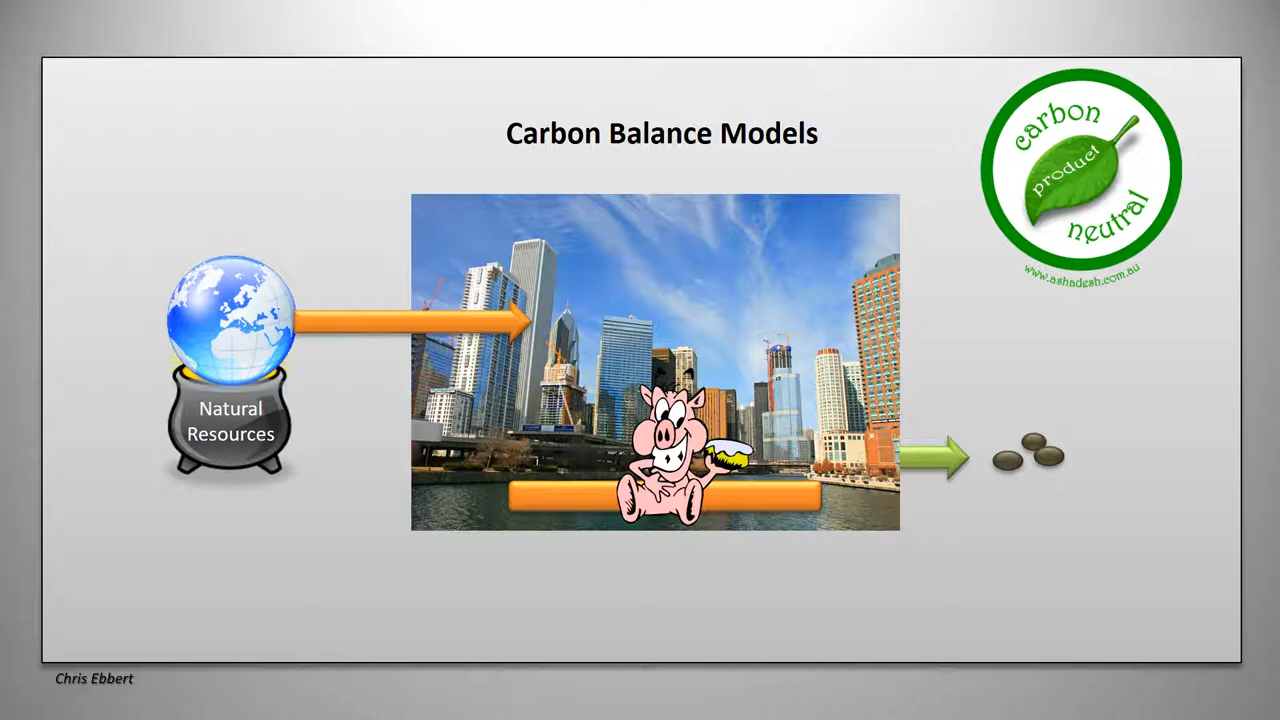 Carbon Balance Models
carbon
product
neutral
www.ashadesh.com.au
Natural
Resources
Chris Ebbert